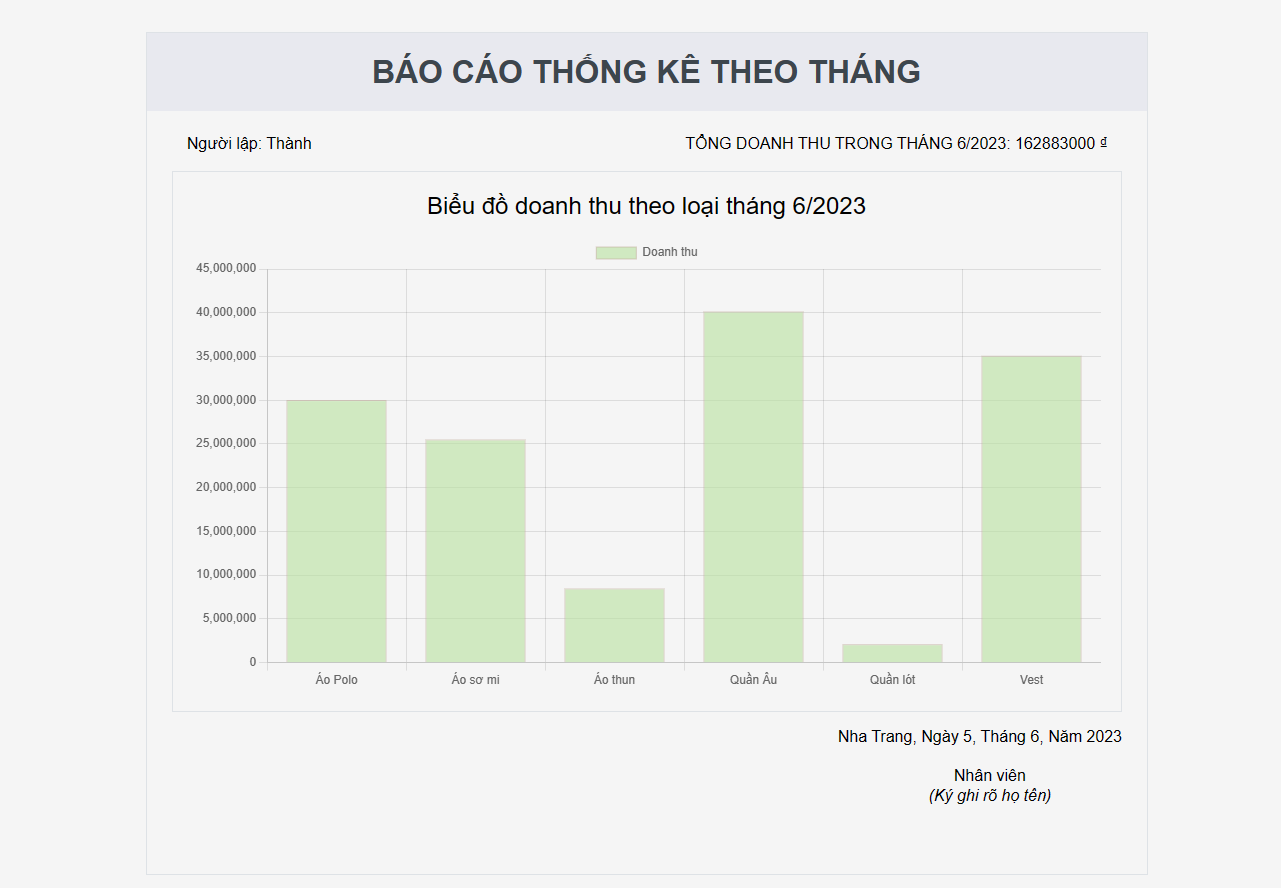 BÁO CÁO THỐNG KÊ THEO THÁNG
Người lập: Thành
TỔNG DOANH THU TRONG THÁNG 6/2023: 162883000 ₫
Biểu đồ doanh thu theo loại tháng 6/2023
Doanh thu
45,000,000
40,000,000
35,000,000
30,000,000
25,000,000
20,000,000
15,000,000
10,000,000
5,000,000
0
Áo Polo
Áo sơ mi
Áo thun
Quần Âu
Quần lót
Vest
Nha Trang, Ngày 5, Tháng 6, Năm 2023
Nhân viên
(Ký ghi rõ họ tên)